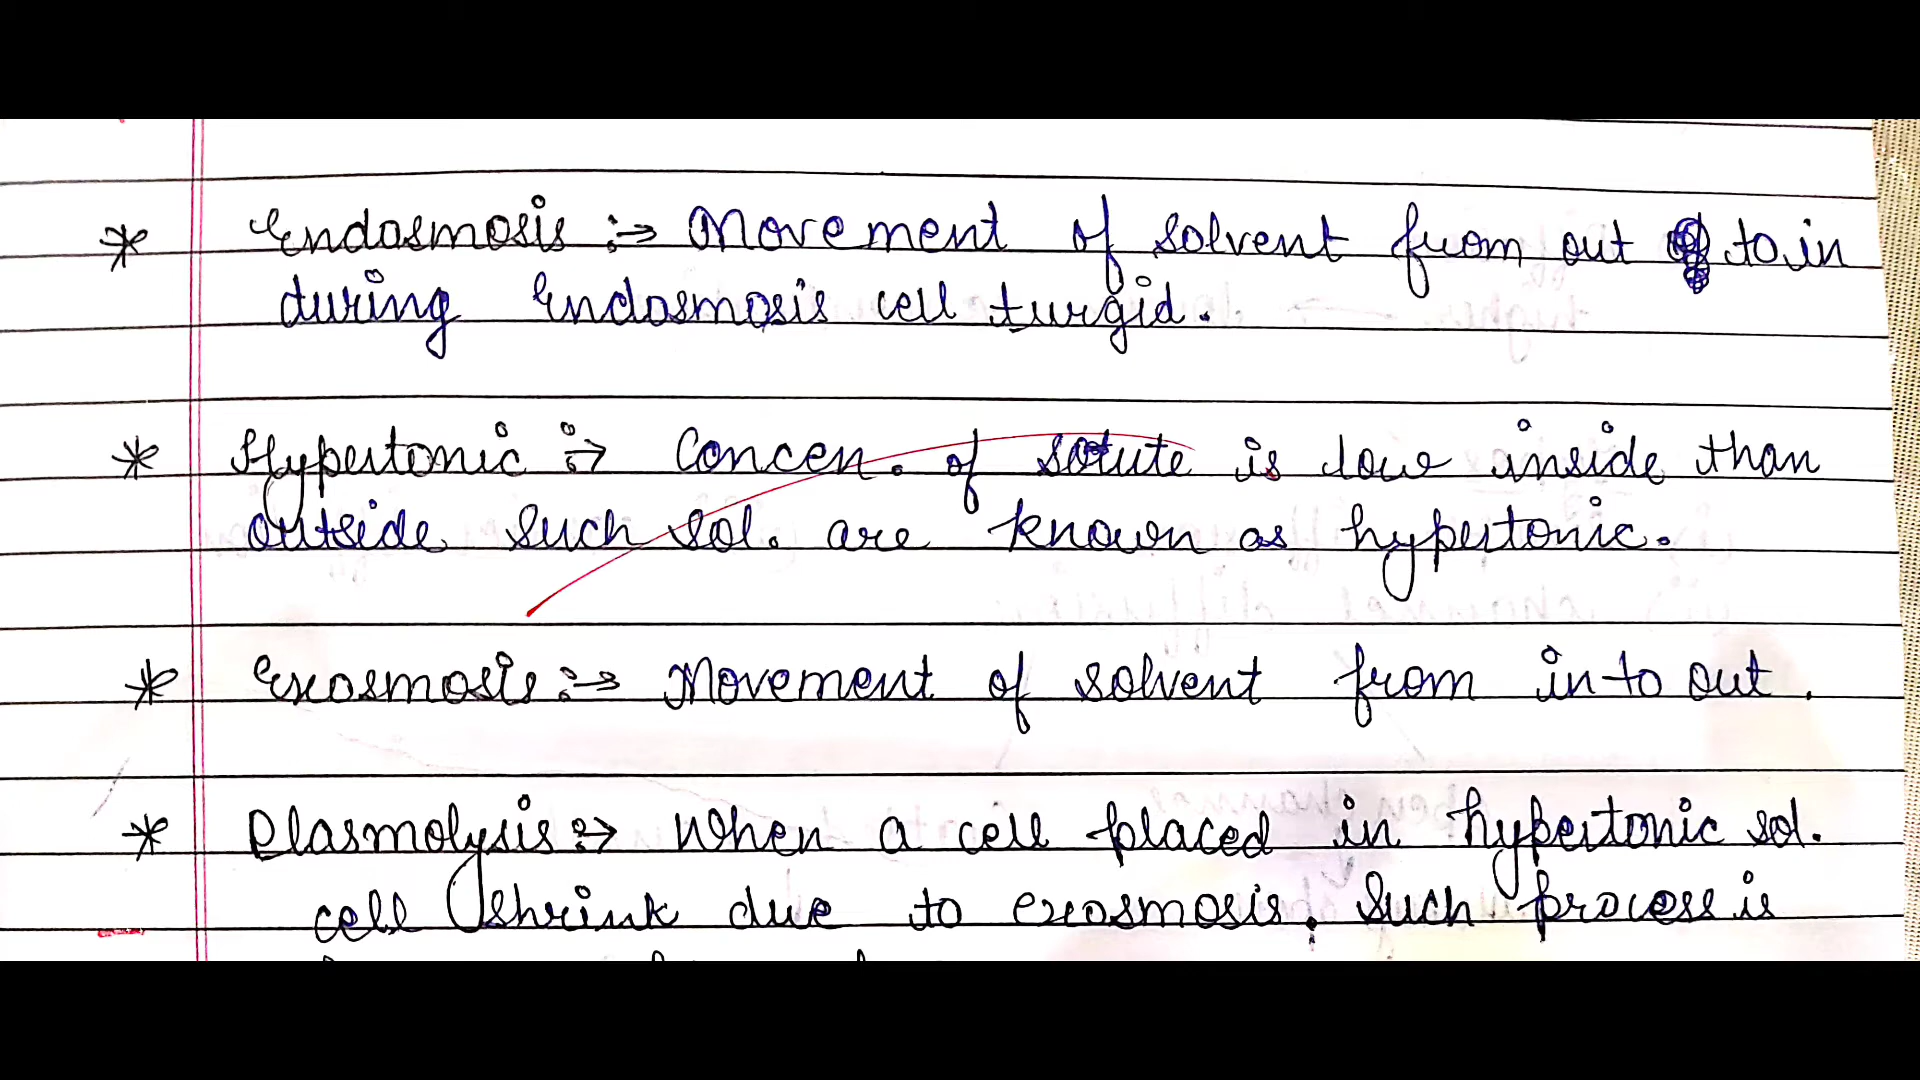 * Endosmosis :→ Movement of solvent from out to in
during Endosmosis cell turgid.
* Hypertonic :→ Concen. of solute is low inside than
outside such sol. are known as hypertonic.
* Exosmosis :→ Movement of solvent from in to out.
* Plasmolysis :→ When a cell placed in hypertonic sol.
cell shrink due to exosmosis. Such process is